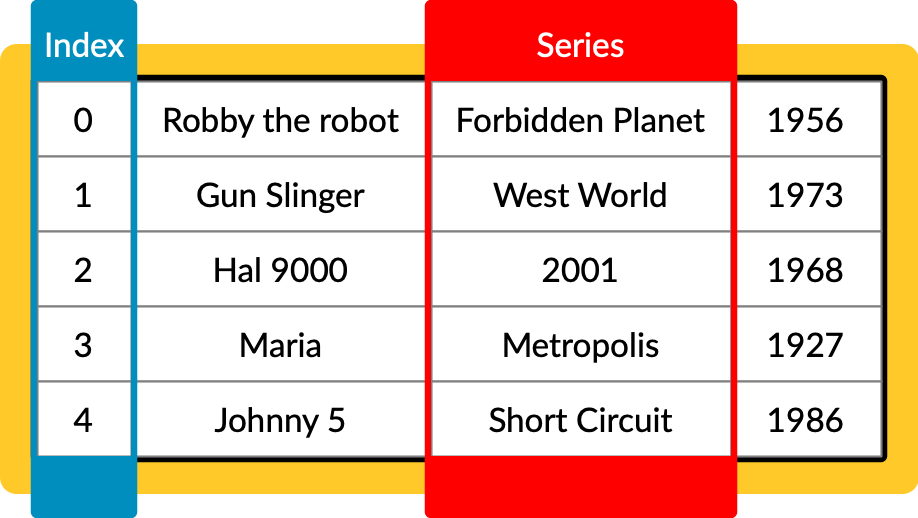 Index Series
0 Robby the robot Forbidden Planet 1956
1 Gun Slinger West World 1973
2 Hal 9000 2001 1968
3 Maria Metropolis 1927
4 Johnny 5 Short Circuit 1986